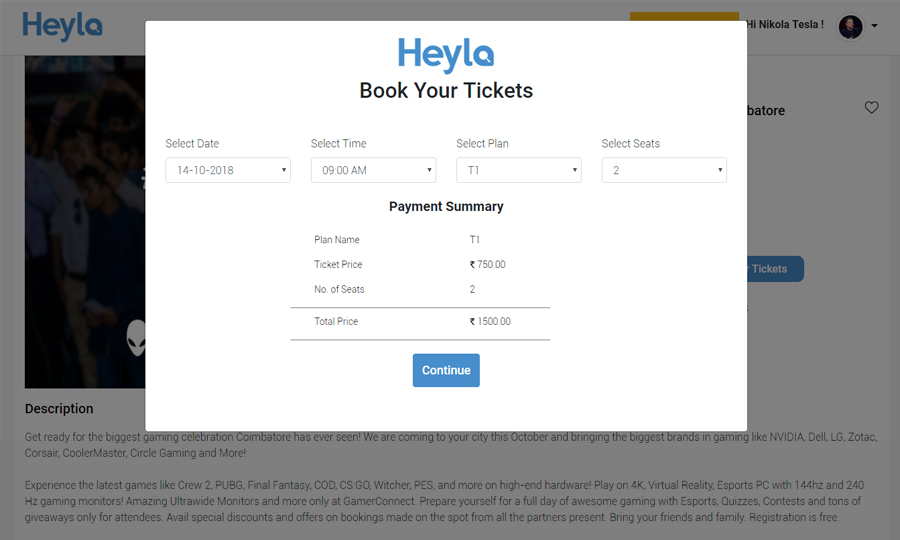 Heyla
Hi Nikola Tesla !
Heyla
Book Your Tickets
Select Date
Select Time
Select Plan
Select Seats
14-10-2018
09:00 AM
T1
2
Payment Summary
Plan Name T1
Ticket Price ₹ 750.00
No. of Seats 2
Total Price ₹ 1500.00
Continue
Tickets
Description
Get ready for the biggest gaming celebration Coimbatore has ever seen! We are coming to your city this October and bringing the biggest brands in gaming like NVIDIA, Dell, LG, Zotac,
Corsair, CoolerMaster, Circle Gaming and More!
Experience the latest games like Crew 2, PUBG, Final Fantasy, COD, CS:GO, Witcher, PES, and more on high-end hardware! Play on 4K, Virtual Reality, Esports PC with 144hz and 240
Hz gaming monitors! Amazing Ultrawide Monitors and more only at GamerConnect. Prepare yourself for a full day of awesome gaming with Esports, Quizzes, Contests and tons of
giveaways only for attendees. Avail special discounts and offers on bookings made on the spot from all the partners present. Bring your friends and family. Registration is free.